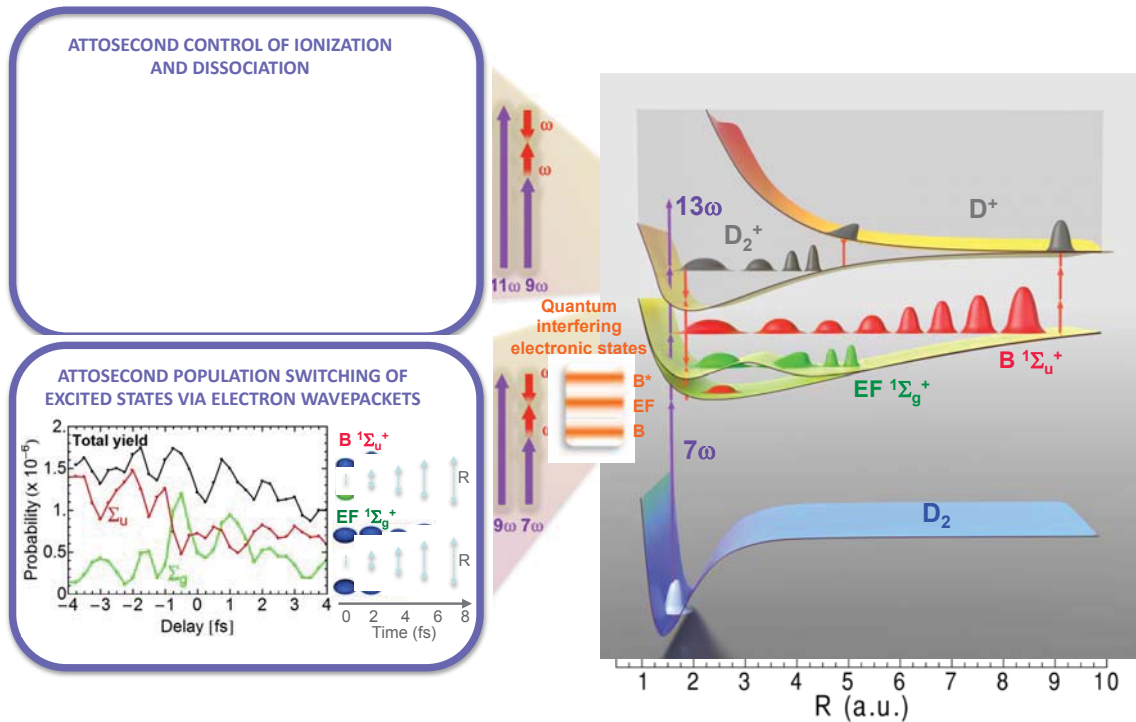 ATTOSECOND CONTROL OF IONIZATION
AND DISSOCIATION
ATTOSECOND POPULATION SWITCHING OF
EXCITED STATES VIA ELECTRON WAVEPACKETS
Total yield
Σu
Σg
Probability (x 10⁻⁶)
2.
1.5
1.0
0.5
0
-4 -3 -2 -1 0 1 2 3 4
Delay [fs]
B ¹Σu⁺
R
EF ¹Σg⁺
R
0 2 4 6 8
Time (fs)
ω
ω
11ω 9ω
Quantum
interfering
electronic states
B*
EF
B
9ω 7ω
13ω
D₂⁺
D⁺
B ¹Σu⁺
EF ¹Σg⁺
7ω
D₂
1 2 3 4 5 6 7 8 9 10
R (a.u.)